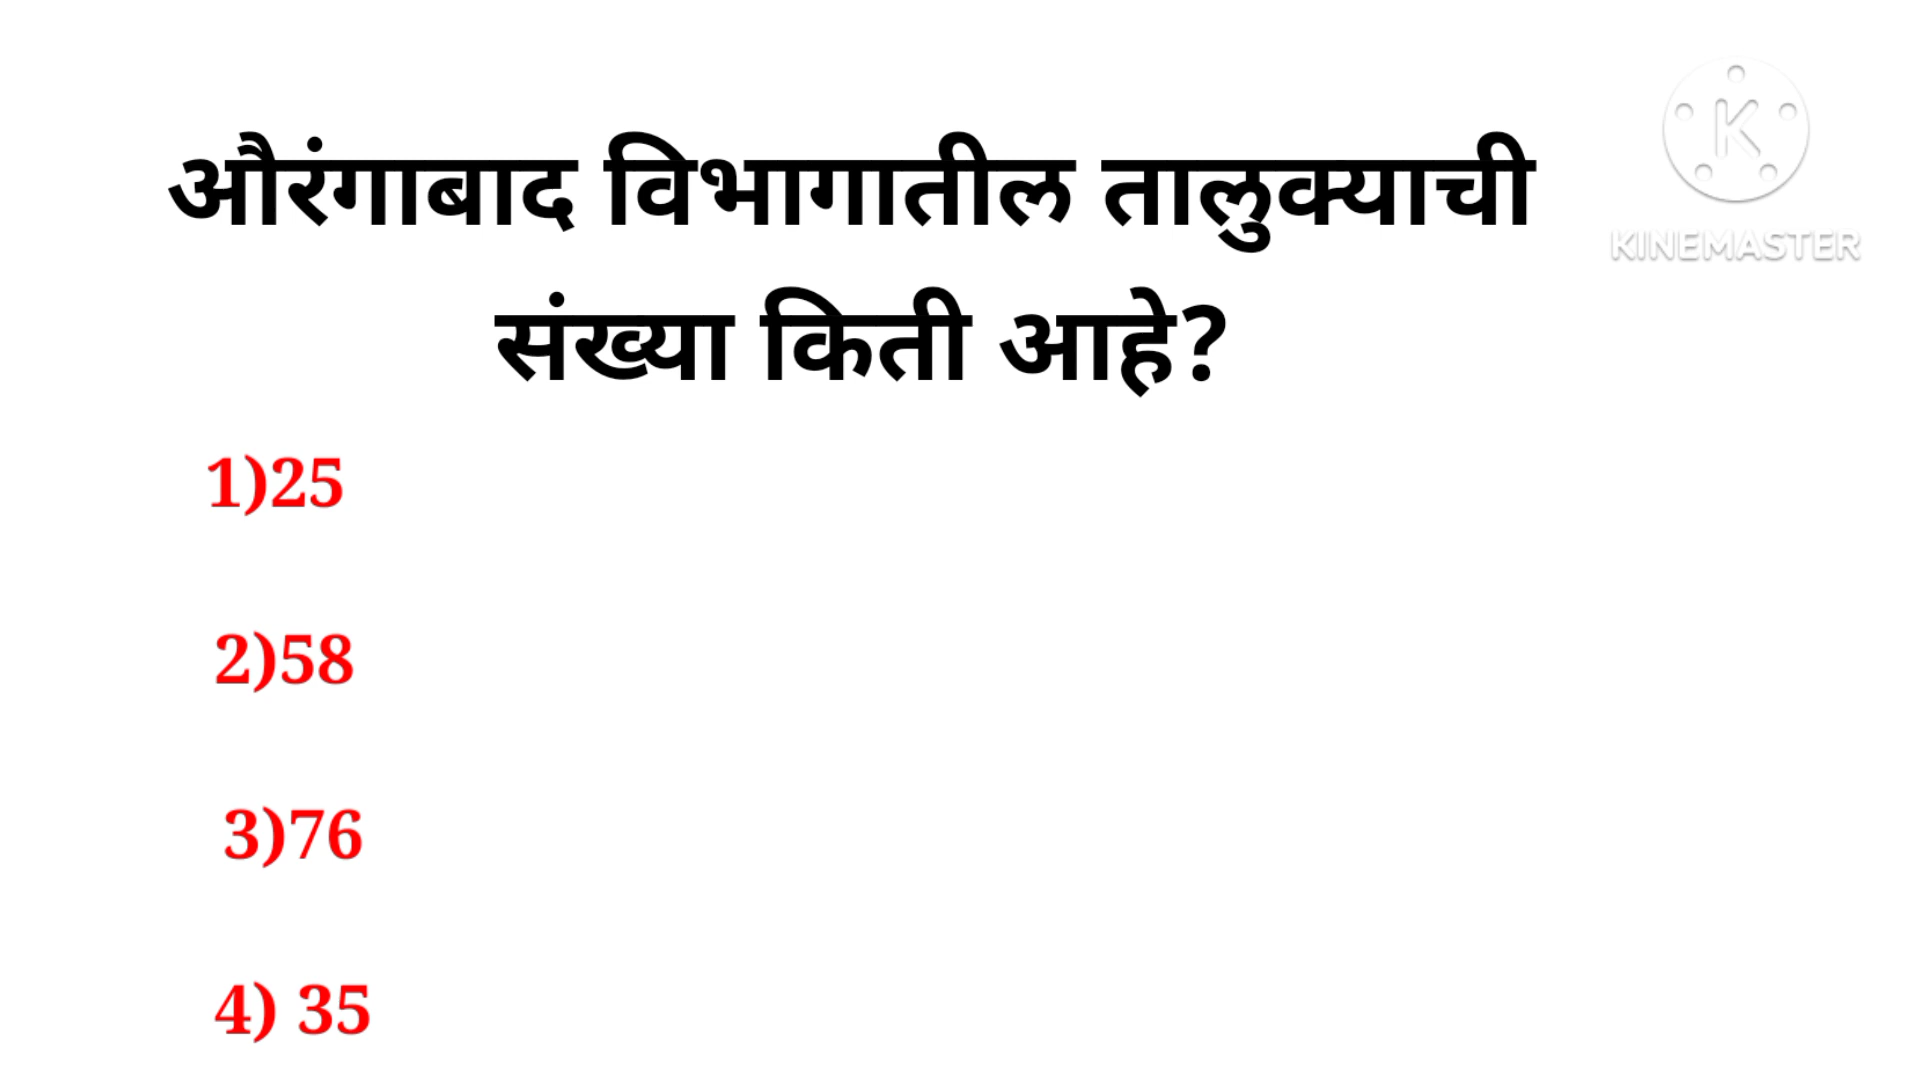 औरंगाबाद विभागातील तालुक्याची
संख्या किती आहे?
1)25
2)58
3)76
4) 35
K
KINEMASTER